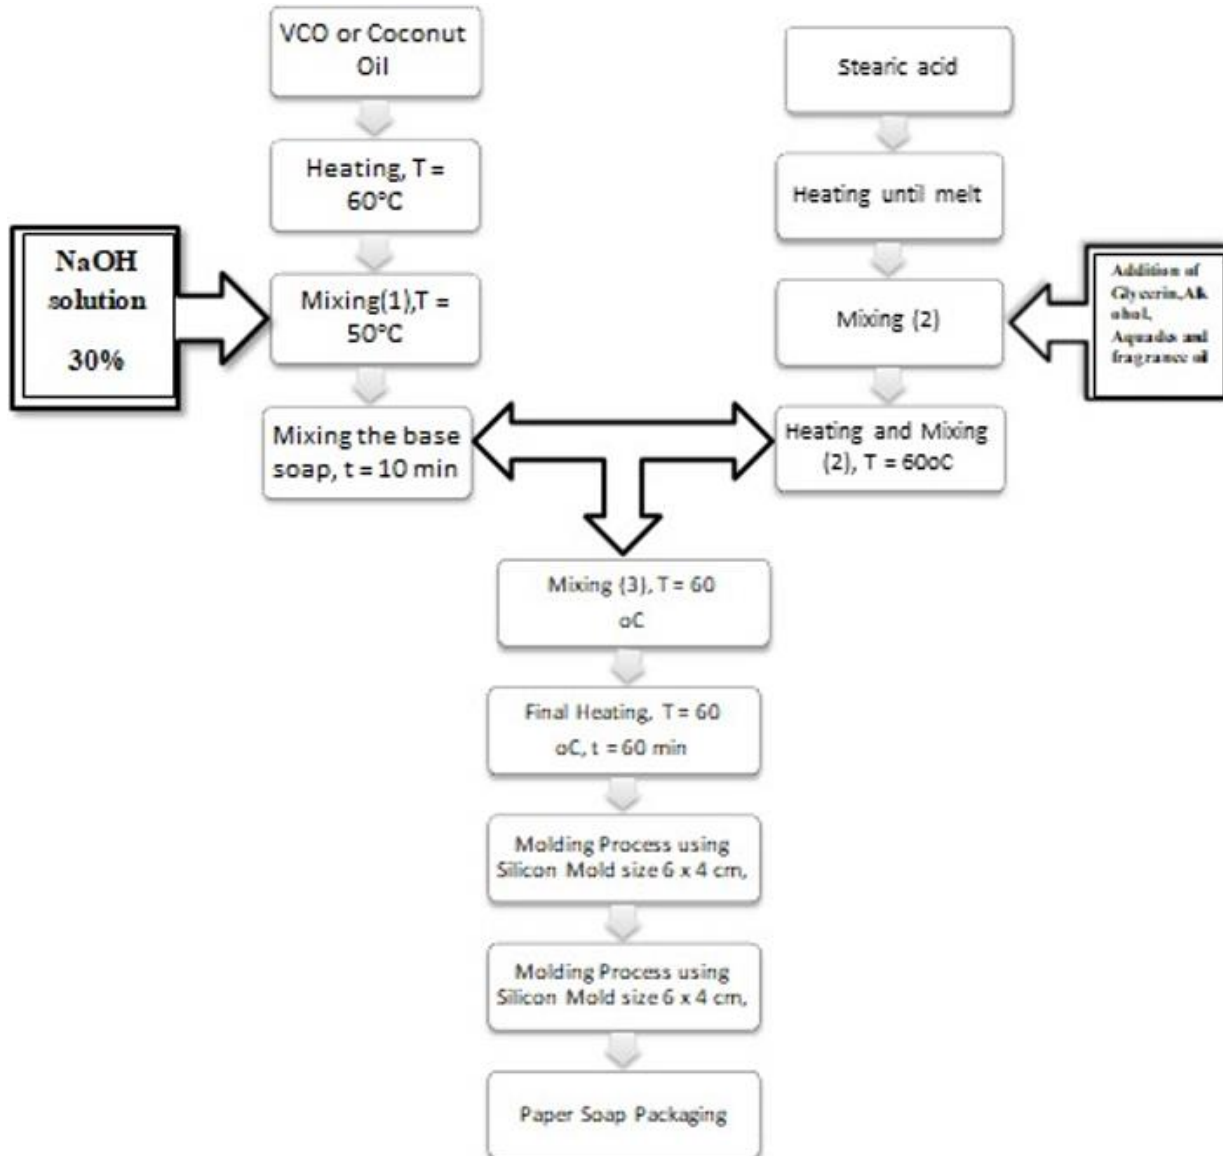 VCO or Coconut
Oil
Heating, T =
60°C
NaOH
solution
30%
Mixing(1),T =
50°C
Mixing the base
soap, t = 10 min
Stearic acid
Heating until melt
Mixing (2)
Addition of
Glycerin,Alk
ohol,
Aquades and
fragrance oil
Heating and Mixing
(2), T = 60oC
Mixing (3), T = 60
oC
Final Heating, T = 60
oC, t = 60 min
Molding Process using
Silicon Mold size 6 x 4 cm,
Molding Process using
Silicon Mold size 6 x 4 cm,
Paper Soap Packaging